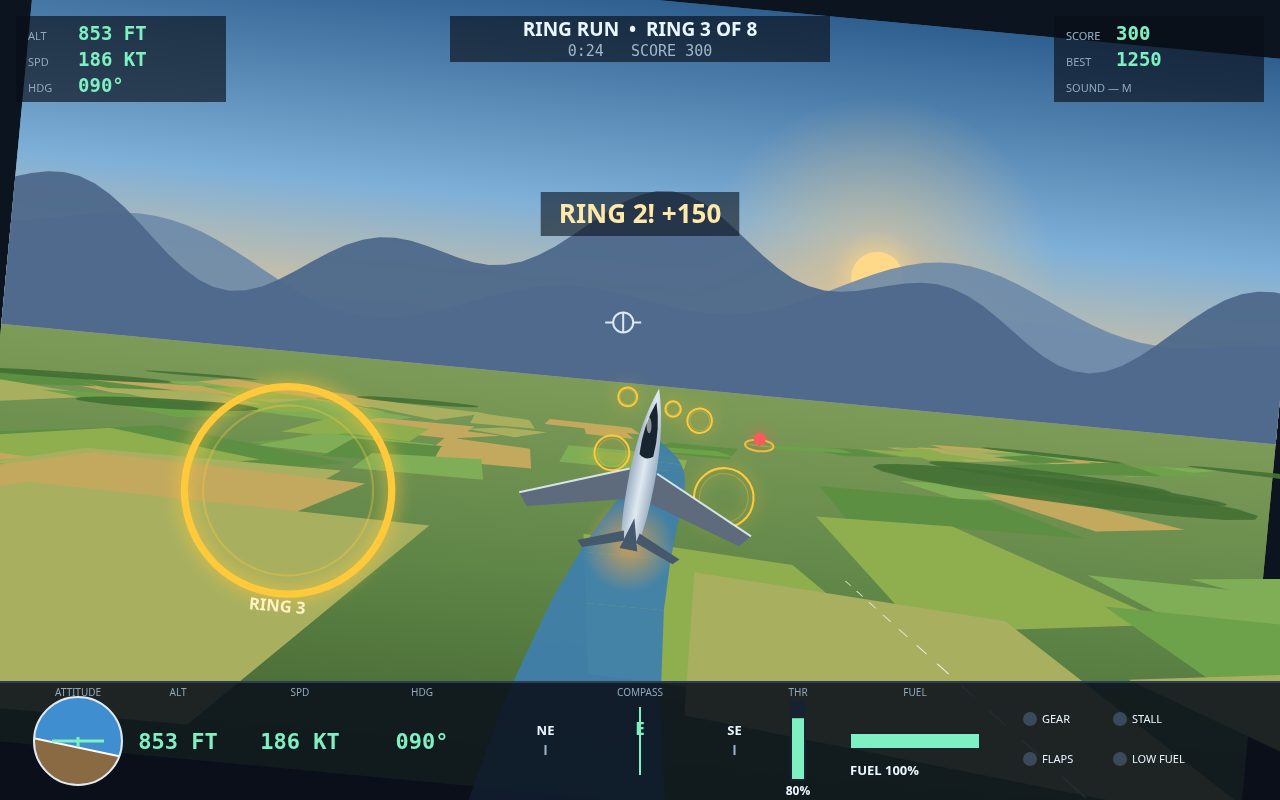 ALT 853 FT
SPD 186 KT
HDG 090°
RING RUN • RING 3 OF 8
0:24 SCORE 300
SCORE 300
BEST 1250
SOUND — M
RING 2! +150
RING 3
ATTITUDE ALT SPD HDG COMPASS THR FUEL
853 FT 186 KT 090°
NE E SE
80%
FUEL 100%
GEAR STALL
FLAPS LOW FUEL